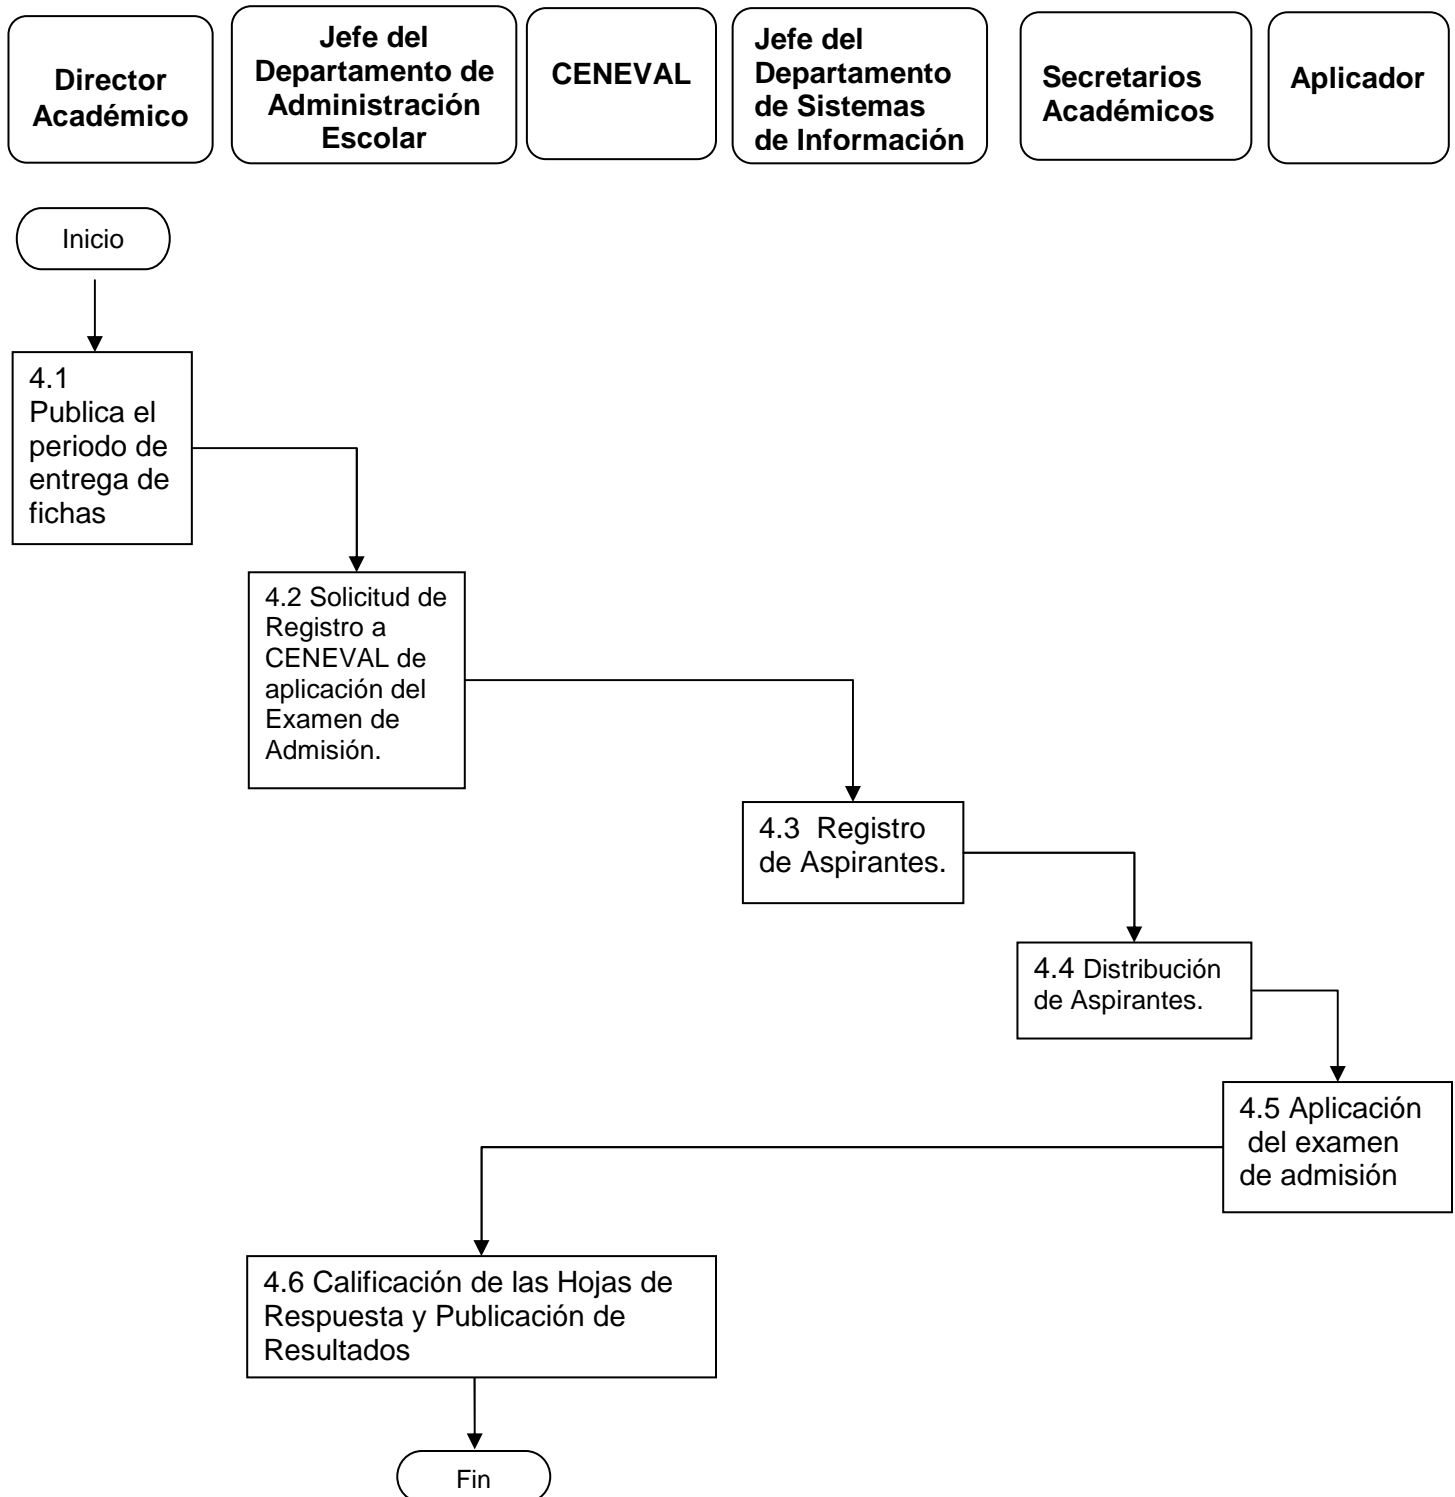 Director
Académico
Jefe del
Departamento de
Administración
Escolar
CENEVAL
Jefe del
Departamento
de Sistemas
de Información
Secretarios
Académicos
Aplicador
Inicio
4.1
Publica el
periodo de
entrega de
fichas
4.2 Solicitud de
Registro a
CENEVAL de
aplicación del
Examen de
Admisión.
4.3 Registro
de Aspirantes.
4.4 Distribución
de Aspirantes.
4.5 Aplicación
del examen
de admisión
4.6 Calificación de las Hojas de
Respuesta y Publicación de
Resultados
Fin